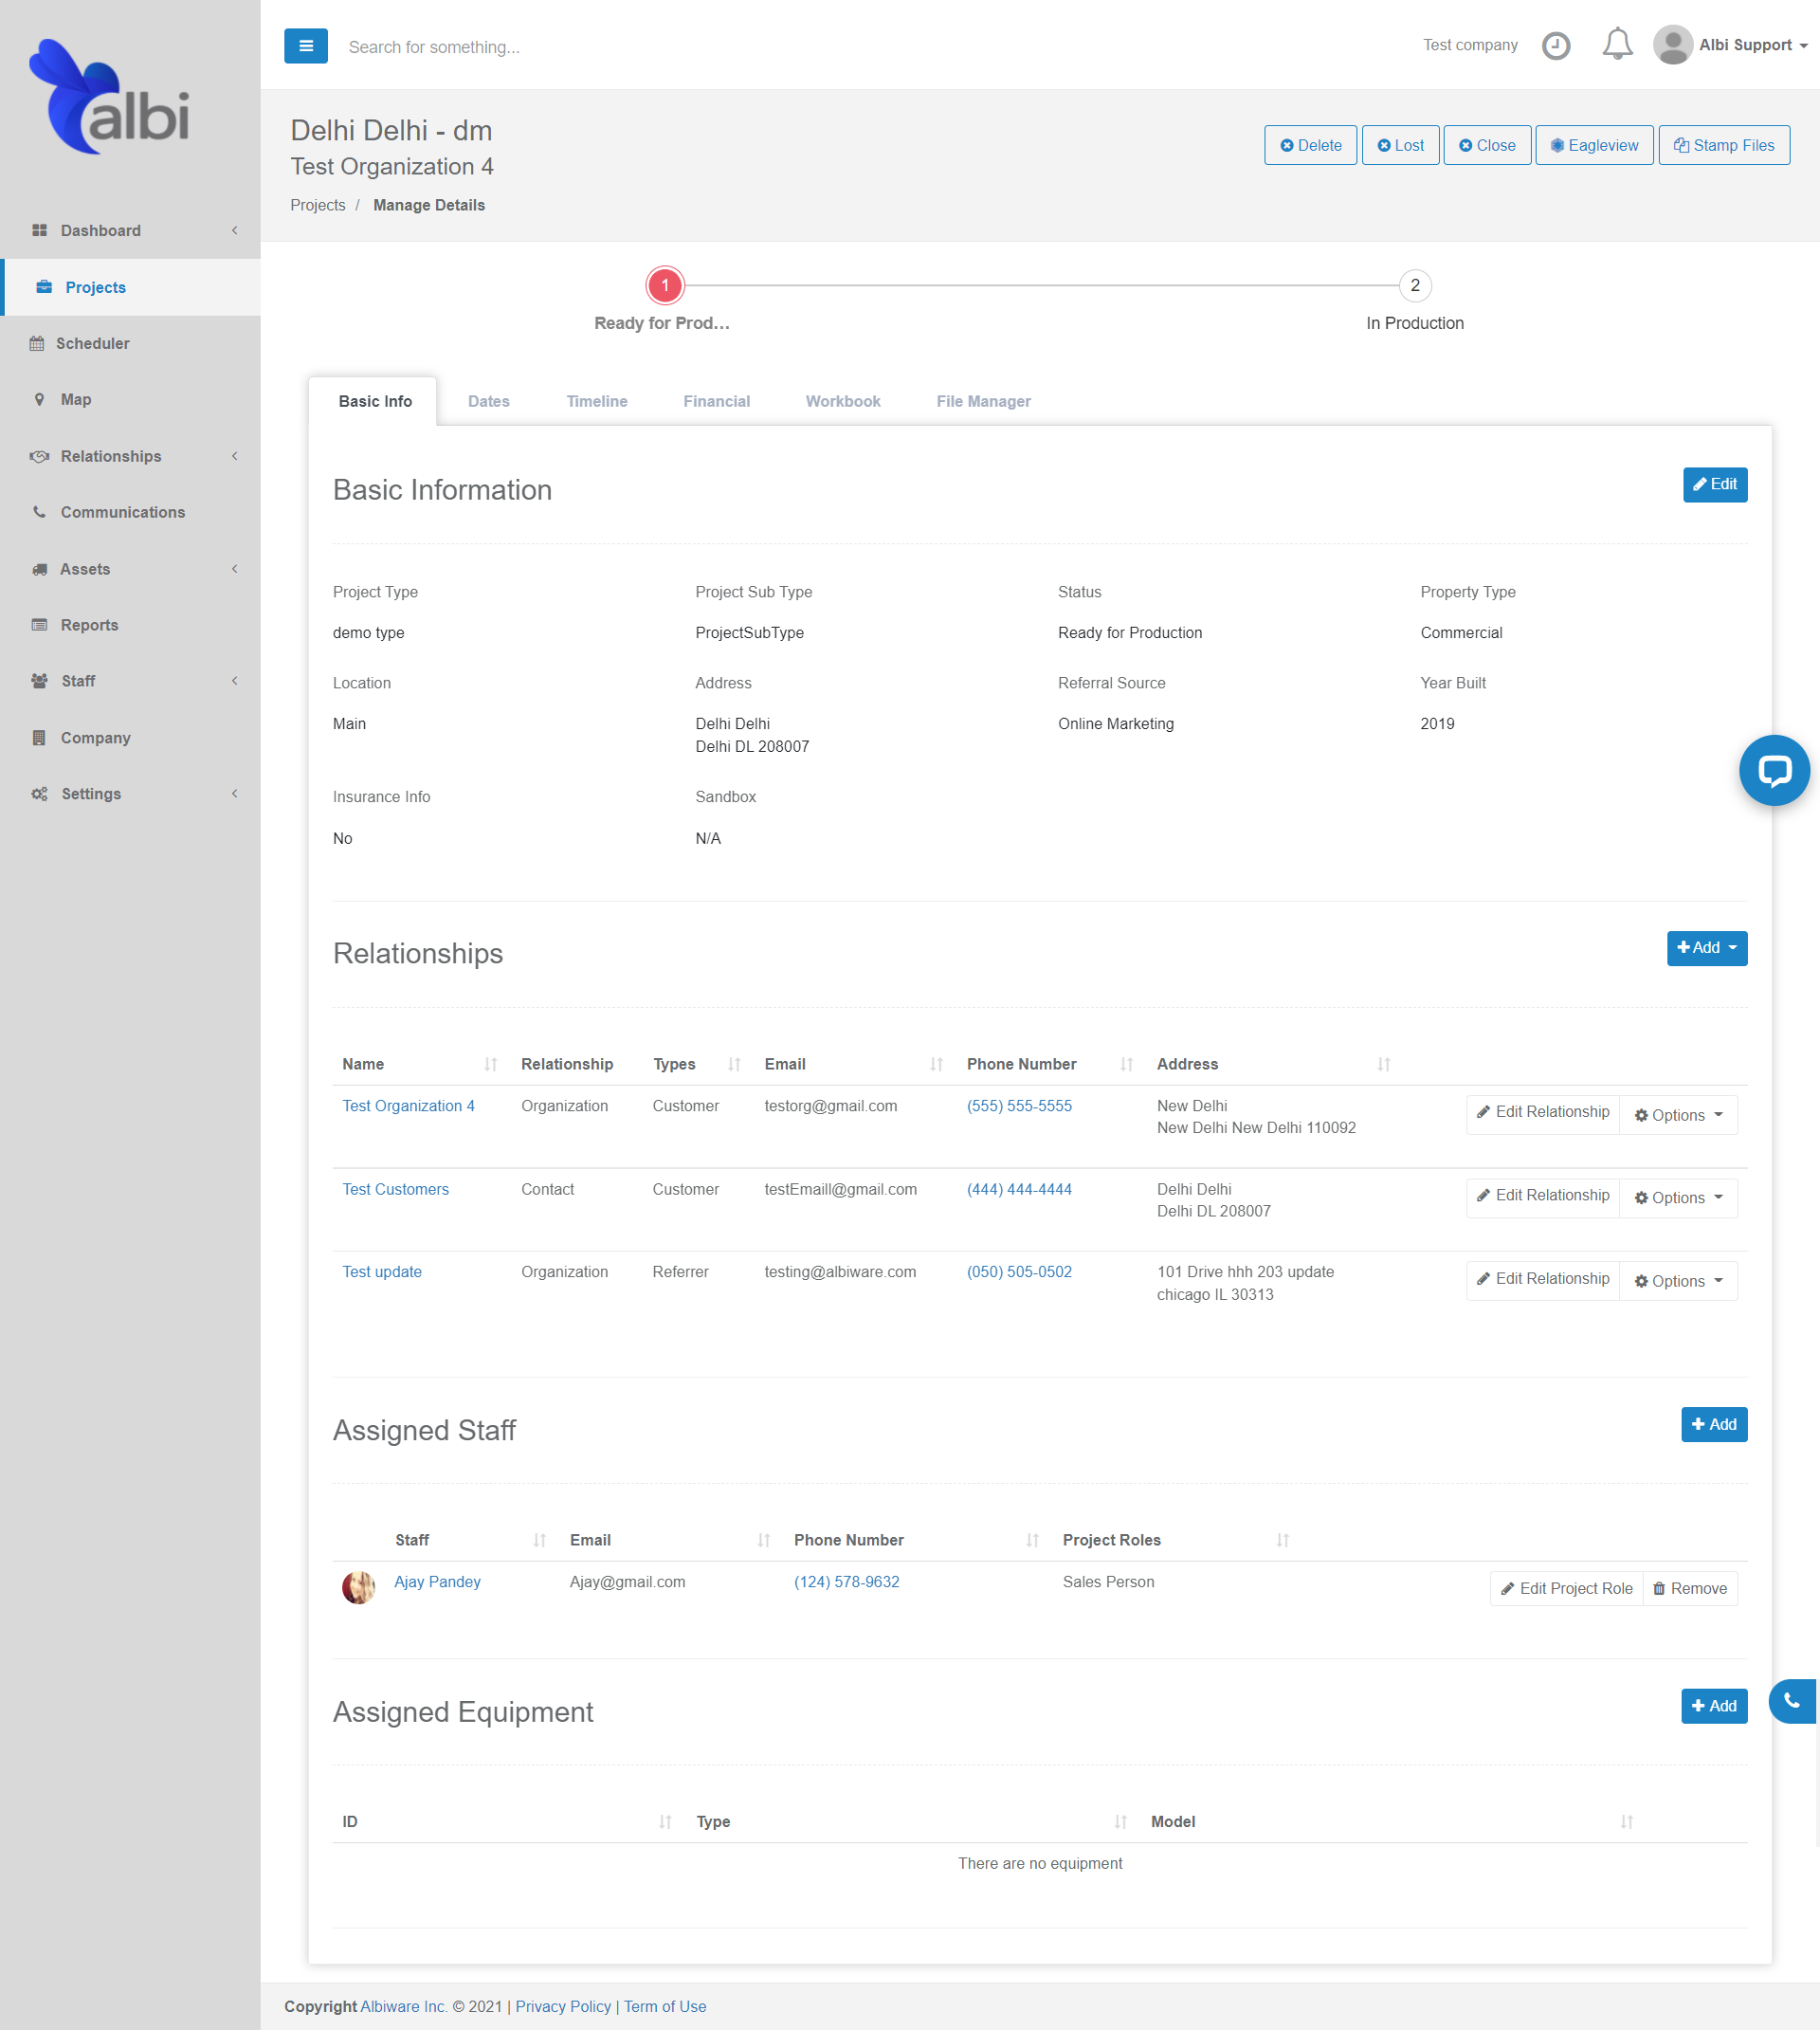 albi
Search for something...
Test company
Albi Support
Delhi Delhi - dm
Test Organization 4
Projects / Manage Details
Delete
Lost
Close
Eagleview
Stamp Files
Dashboard
Projects
Scheduler
Map
Relationships
Communications
Assets
Reports
Staff
Company
Settings
1
2
Ready for Prod...
In Production
Basic Info Dates Timeline Financial Workbook File Manager
Basic Information
Edit
Project Type Project Sub Type Status Property Type
demo type ProjectSubType Ready for Production Commercial
Location Address Referral Source Year Built
Main Delhi Delhi Online Marketing 2019
Delhi DL 208007
Insurance Info Sandbox
No N/A
Relationships
Add
Name Relationship Types Email Phone Number Address
Test Organization 4 Organization Customer testorg@gmail.com (555) 555-5555 New Delhi Edit Relationship Options
New Delhi New Delhi 110092
Test Customers Contact Customer testEmaill@gmail.com (444) 444-4444 Delhi Delhi Edit Relationship Options
Delhi DL 208007
Test update Organization Referrer testing@albiware.com (050) 505-0502 101 Drive hhh 203 update Edit Relationship Options
chicago IL 30313
Assigned Staff
Add
Staff Email Phone Number Project Roles
Ajay Pandey Ajay@gmail.com (124) 578-9632 Sales Person Edit Project Role Remove
Assigned Equipment
Add
ID Type Model
There are no equipment
Copyright Albiware Inc. © 2021 | Privacy Policy | Term of Use